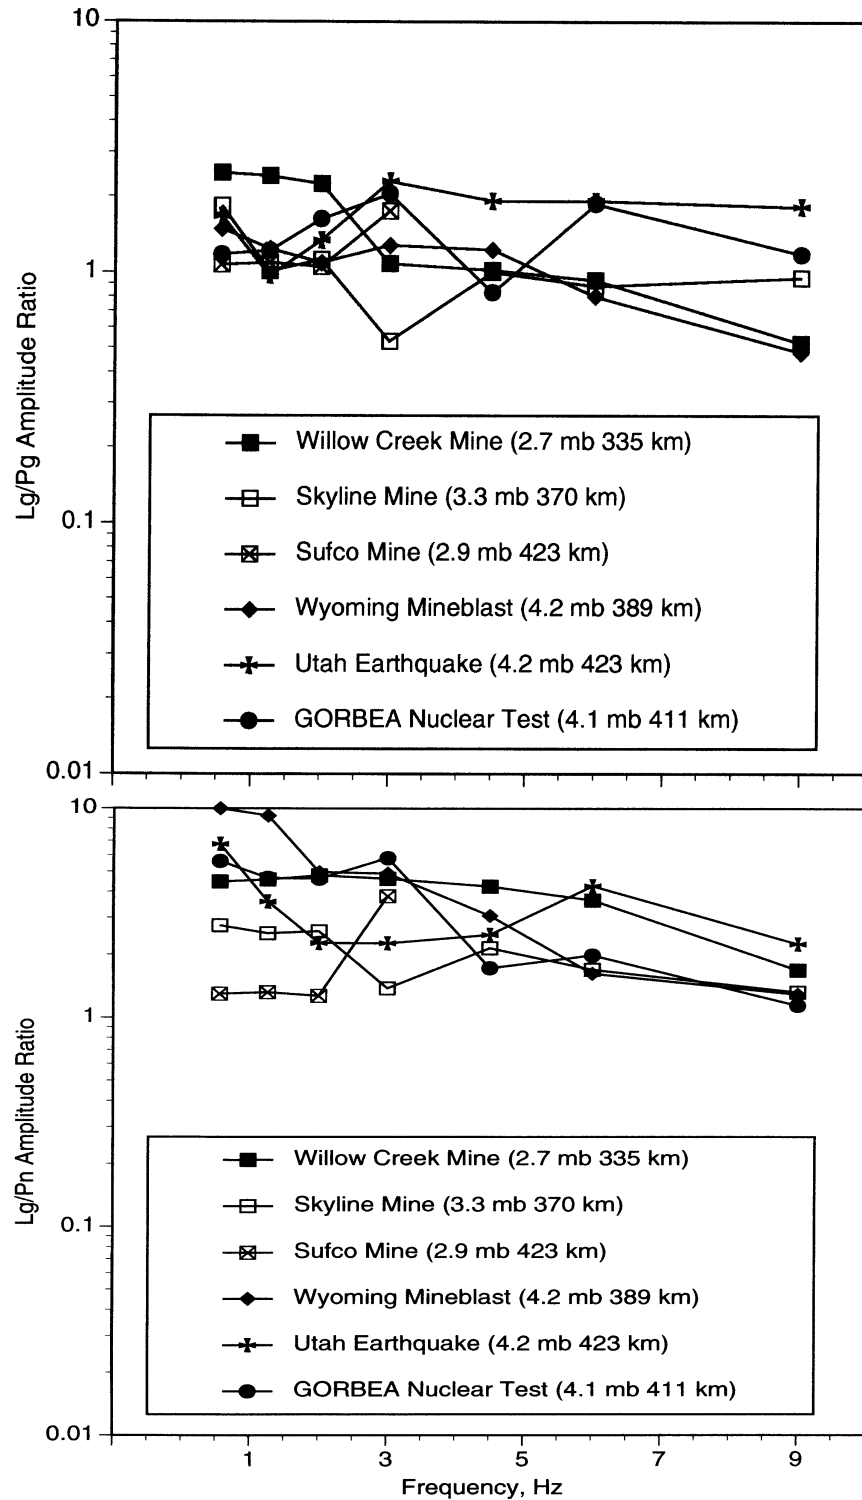 10
1
0.1
0.01
Lg/Pg Amplitude Ratio
Willow Creek Mine (2.7 mb 335 km)
Skyline Mine (3.3 mb 370 km)
Sufco Mine (2.9 mb 423 km)
Wyoming Mineblast (4.2 mb 389 km)
Utah Earthquake (4.2 mb 423 km)
GORBEA Nuclear Test (4.1 mb 411 km)
10
1
0.1
0.01
Lg/Pn Amplitude Ratio
Willow Creek Mine (2.7 mb 335 km)
Skyline Mine (3.3 mb 370 km)
Sufco Mine (2.9 mb 423 km)
Wyoming Mineblast (4.2 mb 389 km)
Utah Earthquake (4.2 mb 423 km)
GORBEA Nuclear Test (4.1 mb 411 km)
1 3 5 7 9
Frequency, Hz